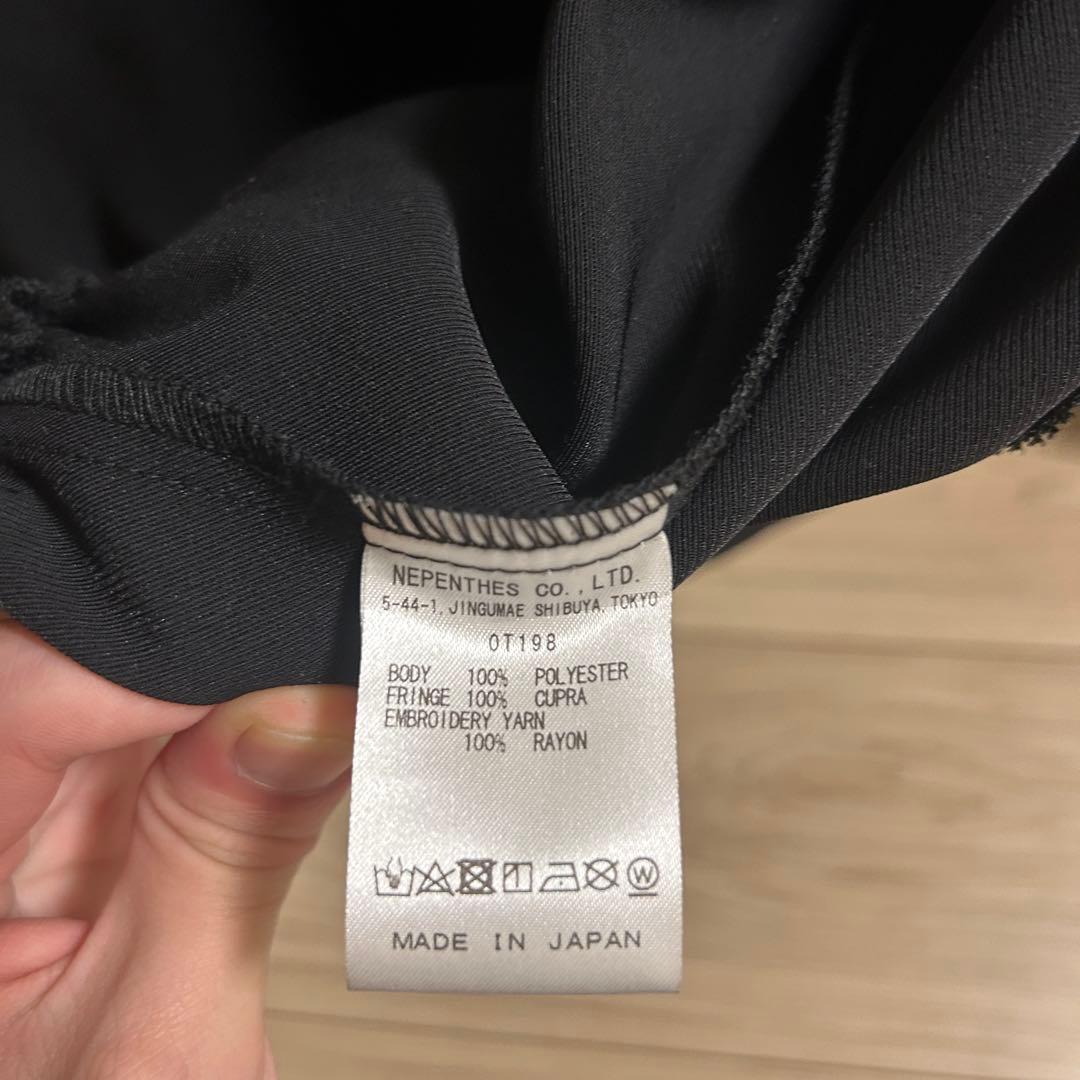 NEPENTHES CO., LTD.
5-44-1, JINGUMAE SHIBUYA, TOKYO
OT198
BODY 100% POLYESTER
FRINGE 100% CUPRA
EMBROIDERY YARN
100% RAYON
W
MADE IN JAPAN